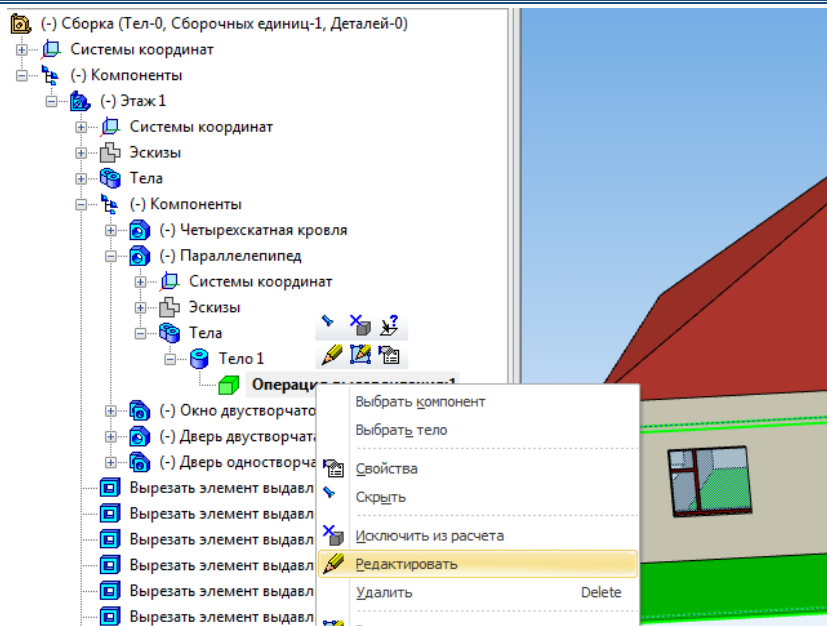 (-) Сборка (Тел-0, Сборочных единиц-1, Деталей-0)
Системы координат
(-) Компоненты
(-) Этаж 1
Системы координат
Эскизы
Тела
(-) Компоненты
(-) Четырехскатная кровля
(-) Параллелепипед
Системы координат
Эскизы
Тела
Тело 1
(-) Окно двустворчато
(-) Дверь двустворчат
(-) Дверь одностворча
Вырезать элемент выдавл
Вырезать элемент выдавл
Вырезать элемент выдавл
Вырезать элемент выдавл
Вырезать элемент выдавл
Вырезать элемент выдавл
Выбрать компонент
Выбрать тело
Свойства
Скрыть
Исключить из расчета
Редактировать
Удалить Delete